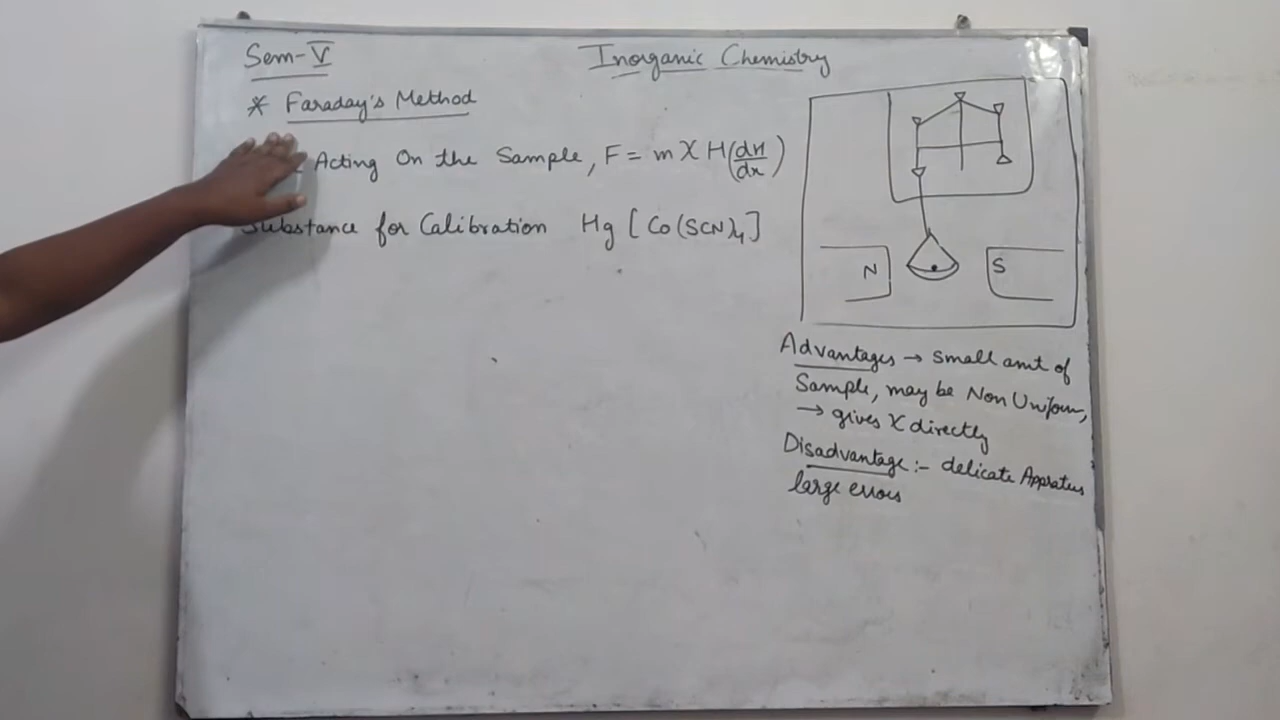 Sem-V
Inorganic Chemistry
* Faraday's Method
Acting On the Sample, F = m χ H (dH/dx)
Substance for Calibration Hg [Co(SCN)4]
N
S
Advantages → small amt of
Sample, may be Non Uniform,
→ gives χ directly
Disadvantage :- delicate Appratus
large errors